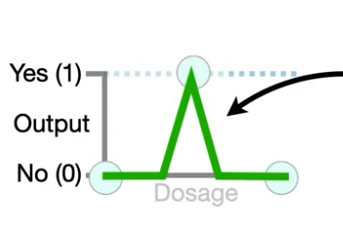 Yes (1)
Output
No (0)
Dosage